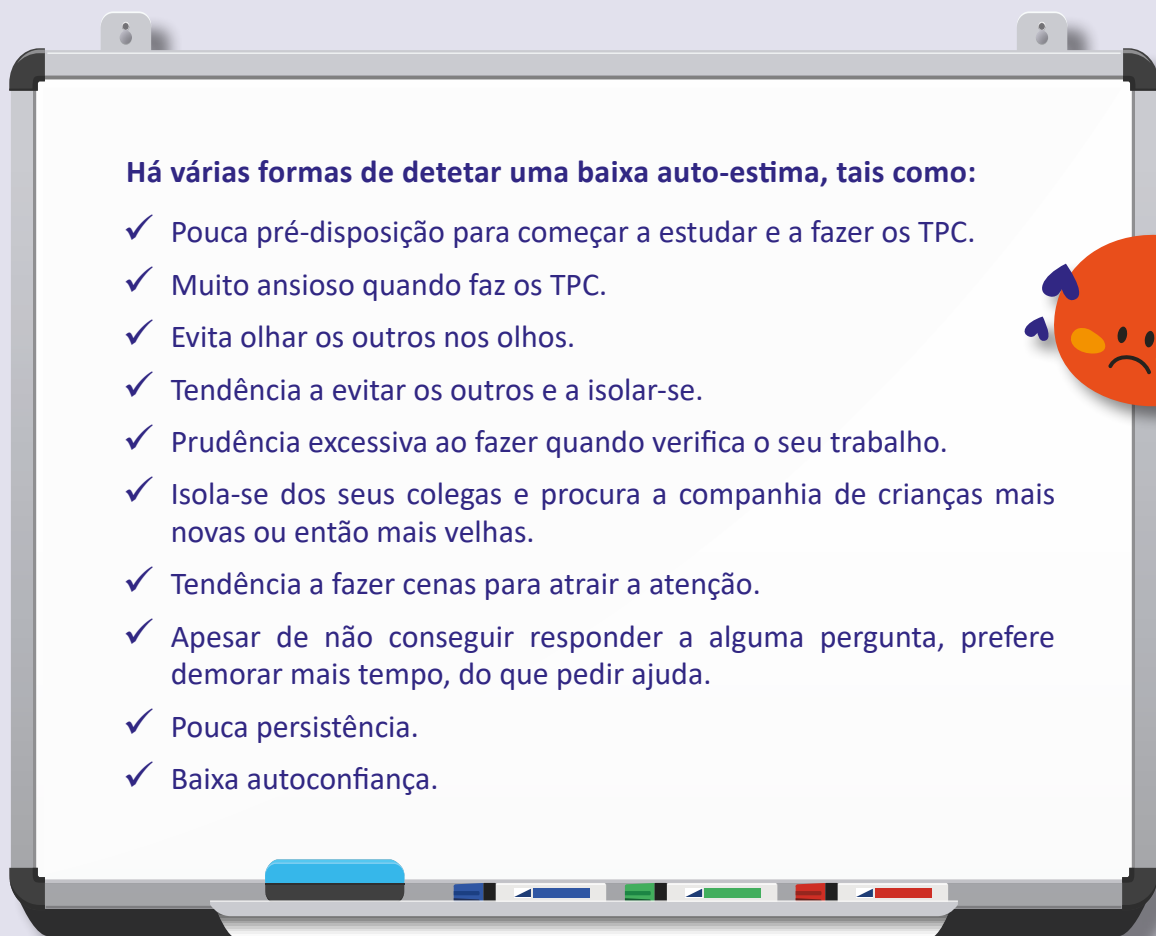 Há várias formas de detetar uma baixa auto-estima, tais como:
✓ Pouca pré-disposição para começar a estudar e a fazer os TPC.
✓ Muito ansioso quando faz os TPC.
✓ Evita olhar os outros nos olhos.
✓ Tendência a evitar os outros e a isolar-se.
✓ Prudência excessiva ao fazer quando verifica o seu trabalho.
✓ Isola-se dos seus colegas e procura a companhia de crianças mais
novas ou então mais velhas.
✓ Tendência a fazer cenas para atrair a atenção.
✓ Apesar de não conseguir responder a alguma pergunta, prefere
demorar mais tempo, do que pedir ajuda.
✓ Pouca persistência.
✓ Baixa autoconfiança.